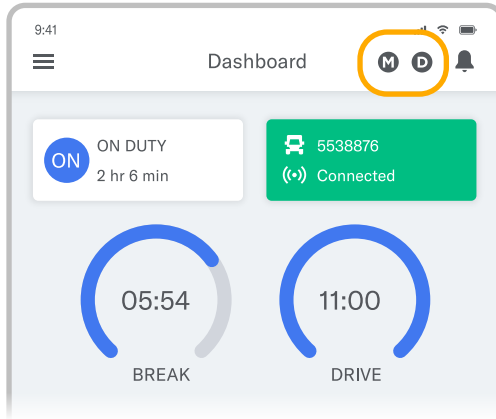 9:41
Dashboard M D
ON ON DUTY
2 hr 6 min
5538876
Connected
05:54
BREAK
11:00
DRIVE